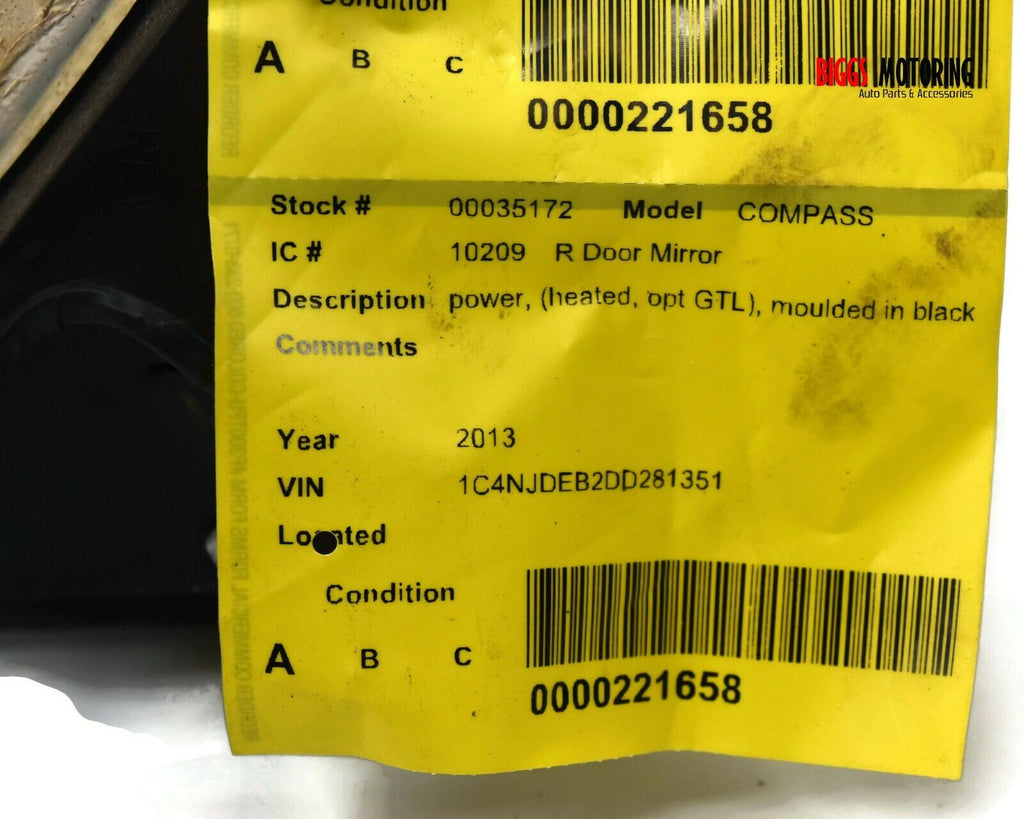 Condition
A B C
BIGGS MOTORING
Auto Parts & Accessories
0000221658
Stock # 00035172 Model COMPASS
IC # 10209 R Door Mirror
Description power, (heated, opt GTL), moulded in black
Comments
Year 2013
VIN 1C4NJDEB2DD281351
Located
Condition
A B C
0000221658